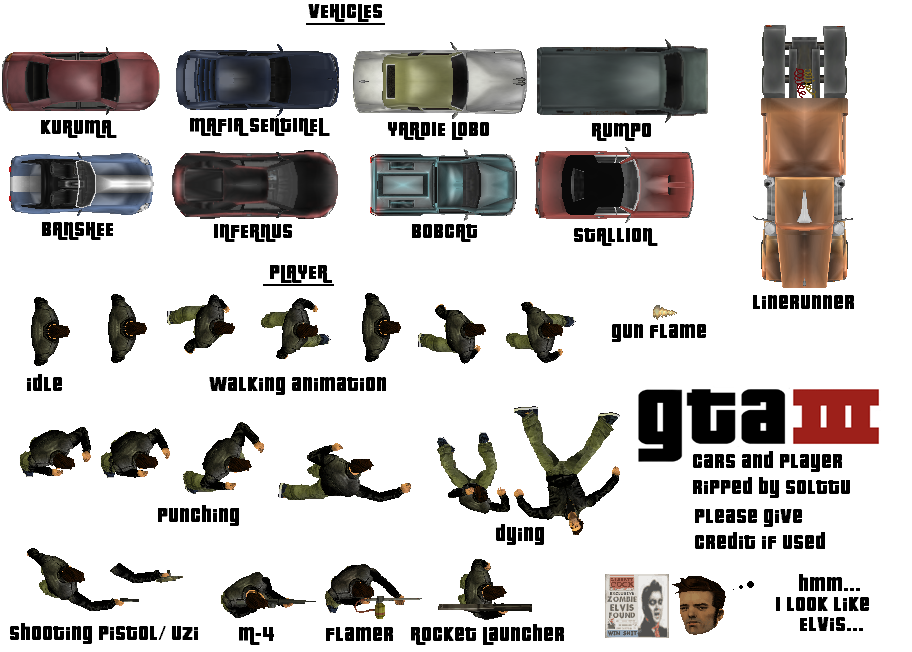 VEHICLES
KURUMA
MAFIA SENTINEL
YARDIE LOBO
RUMPO
BANSHEE
INFERNUS
BOBCAT
STALLION
LINERUNNER
PLAYER
GUN FLAME
idLE
WALKING ANIMATION
gta III
CARS AND PLAYER
RIPPED BY SOLTTU
PLEASE GIVE
CREDIT IF USED
PUNCHING
dying
SHOOTING PISTOL/ UZI
M-4
FLAMER
ROCKET LAUNCHER
EXCLUSIVE
ZOMBIE
ELVIS
FOUND
hmm...
I LOOK LIKE
ELVIS...